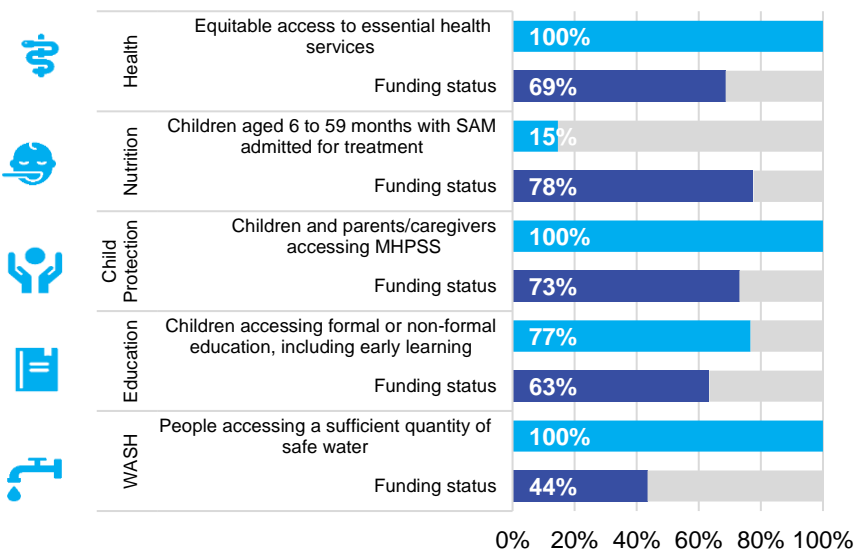 Health
Equitable access to essential health
services
100%
Funding status
69%
Nutrition
Children aged 6 to 59 months with SAM
admitted for treatment
15%
Funding status
78%
Child
Protection
Children and parents/caregivers
accessing MHPSS
100%
Funding status
73%
Education
Children accessing formal or non-formal
education, including early learning
77%
Funding status
63%
WASH
People accessing a sufficient quantity of
safe water
100%
Funding status
44%
0% 20% 40% 60% 80% 100%